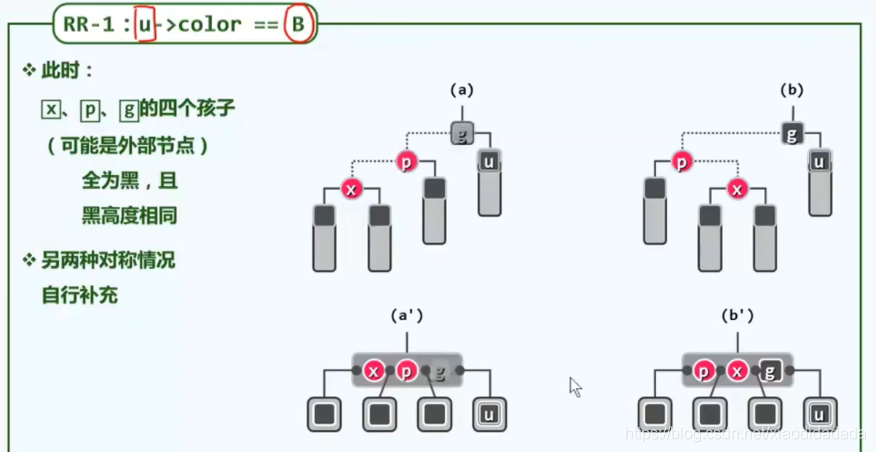 RR-1：u->color == B
❖ 此时：
x、p、g的四个孩子
（可能是外部节点）
全为黑，且
黑高度相同
❖ 另两种对称情况
自行补充
(a)
g
p
u
x
(b)
g
p
u
x
(a')
x p g
u
(b')
p x g
u
https://blog.csdn.net/xiaodidadada